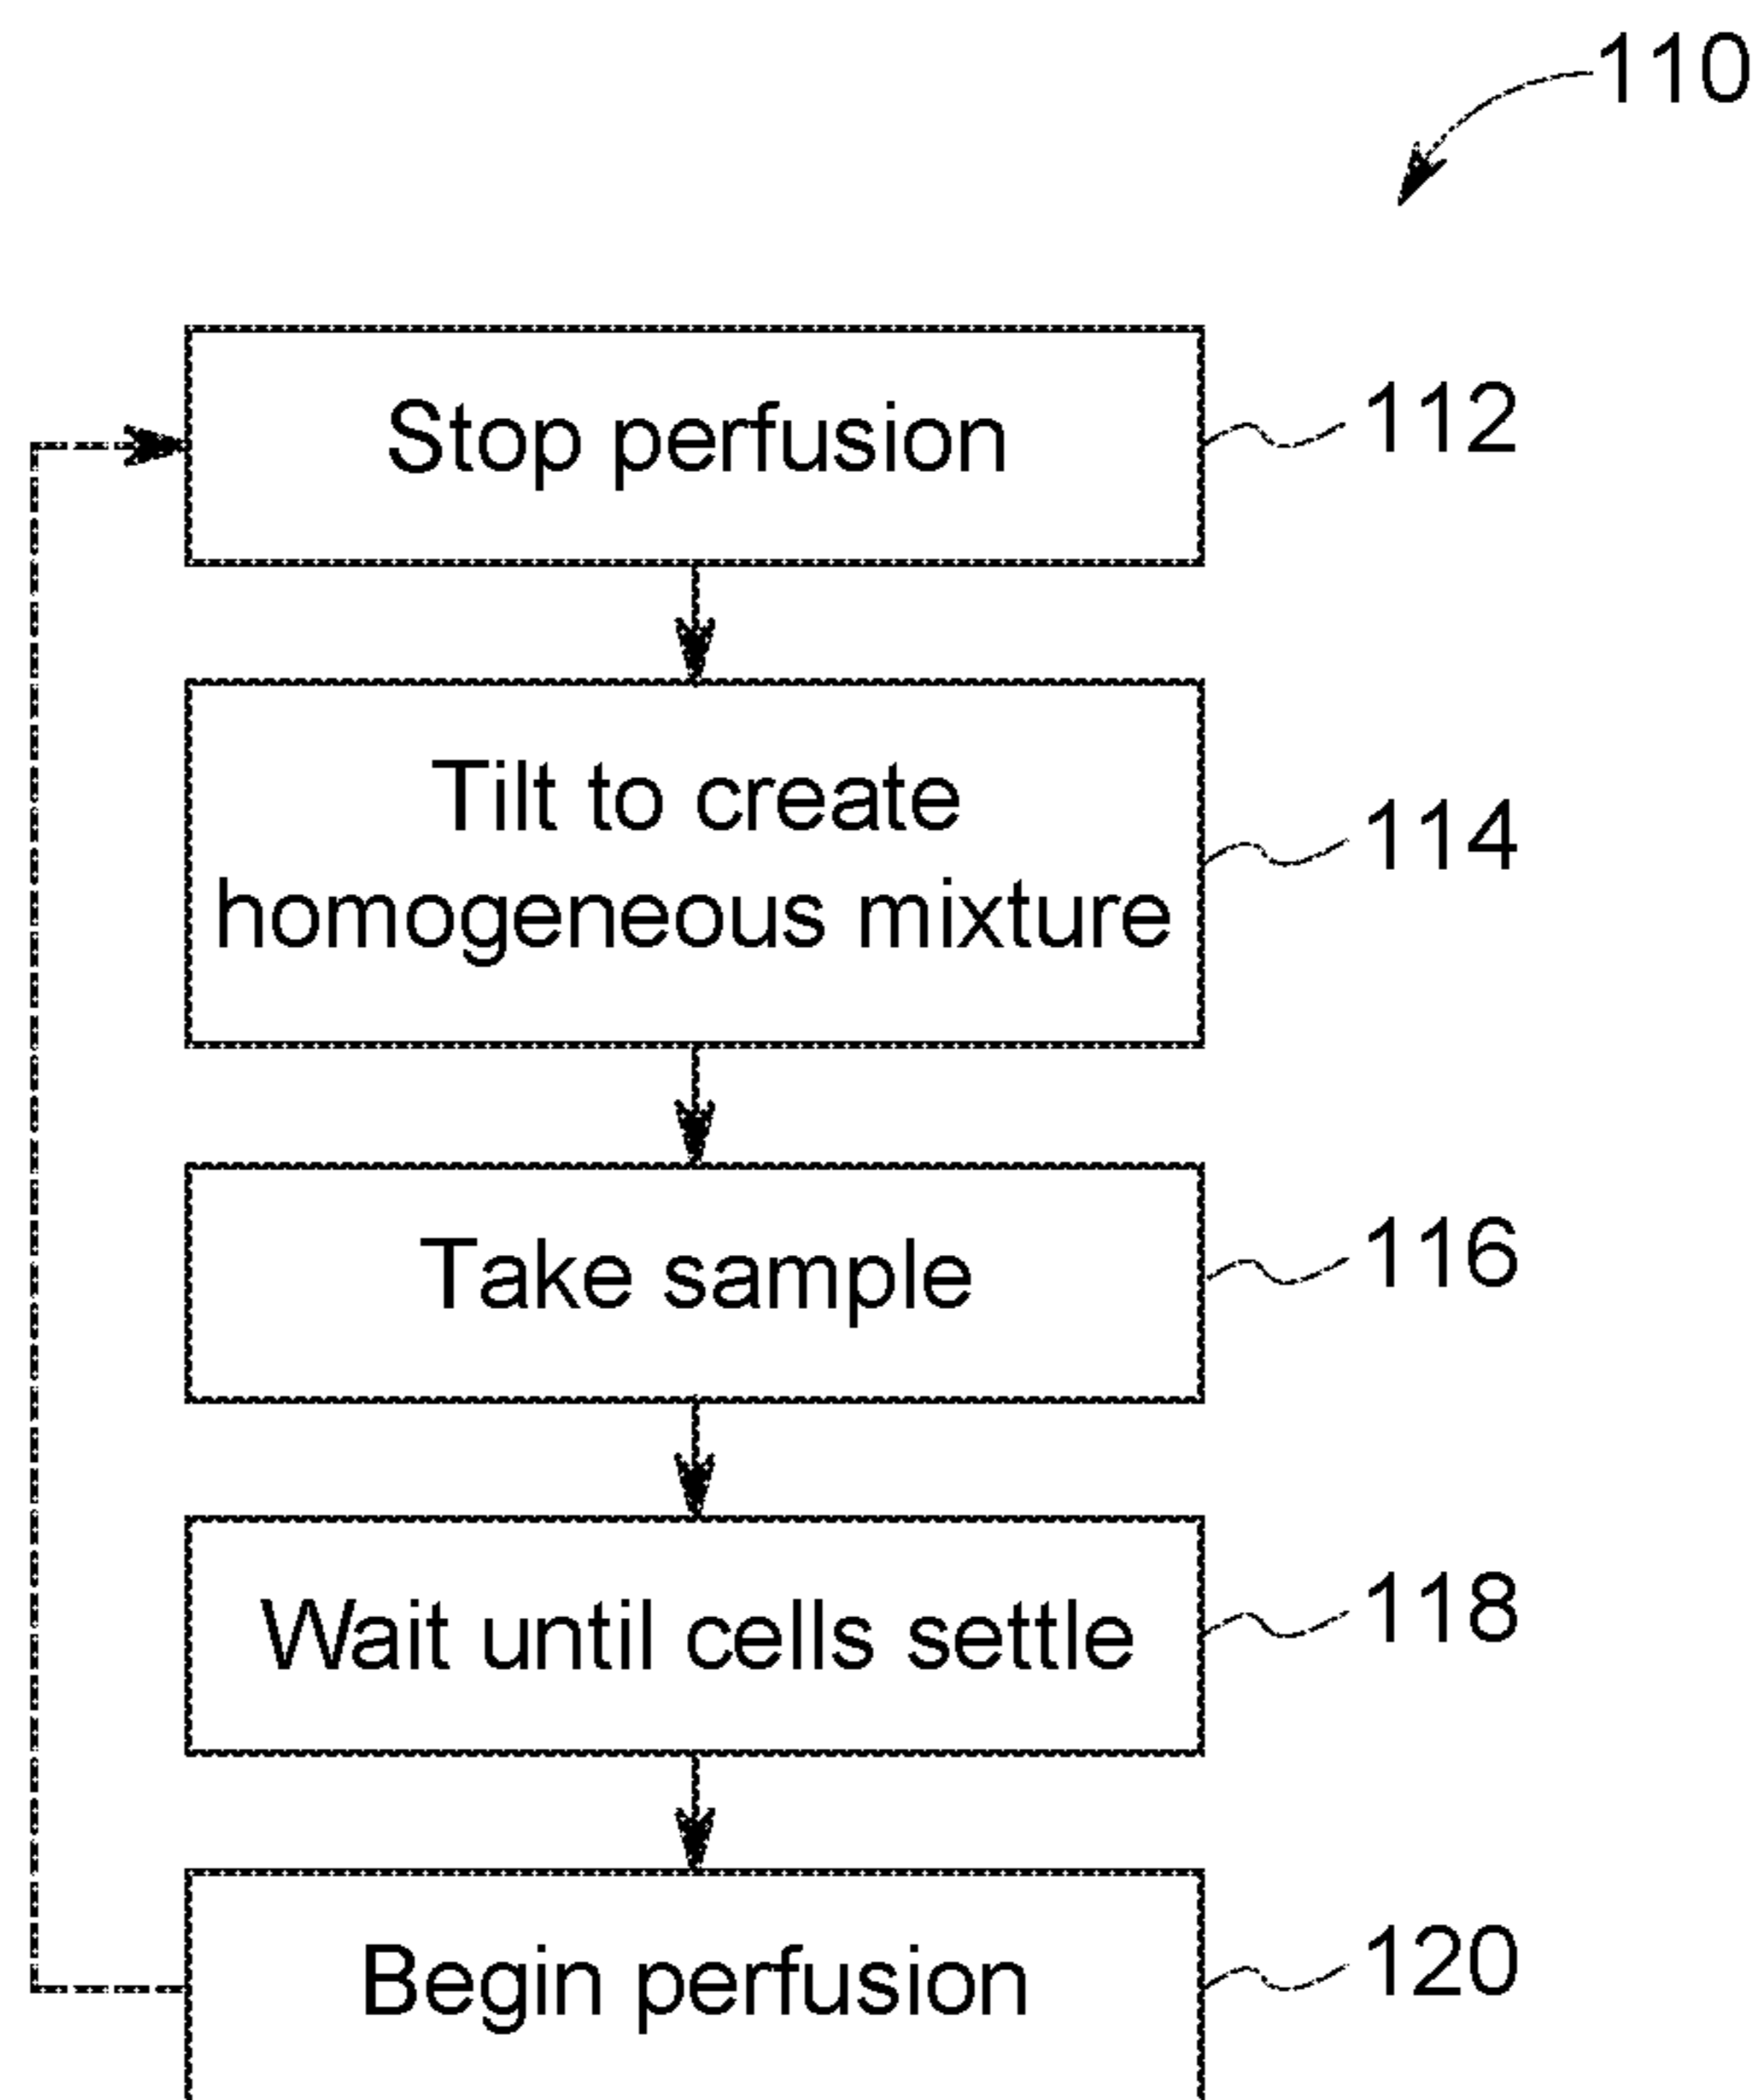 110
Stop perfusion
112
Tilt to create
homogeneous mixture
114
Take sample
116
Wait until cells settle
118
Begin perfusion
120